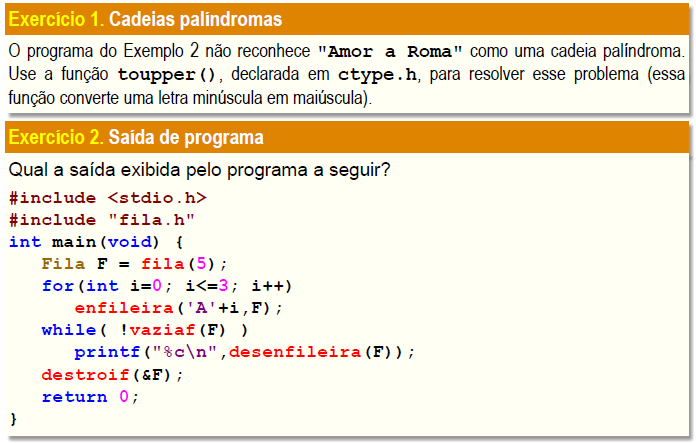 Exercício 1. Cadeias palíndromas
O programa do Exemplo 2 não reconhece "Amor a Roma" como uma cadeia palíndroma.
Use a função toupper(), declarada em ctype.h, para resolver esse problema (essa
função converte uma letra minúscula em maiúscula).
Exercício 2. Saída de programa
Qual a saída exibida pelo programa a seguir?
#include <stdio.h>
#include "fila.h"
int main(void) {
   Fila F = fila(5);
   for(int i=0; i<=3; i++)
      enfileira('A'+i,F);
   while( !vaziaf(F) )
      printf("%c\n",desenfileira(F));
   destroif(&F);
   return 0;
}